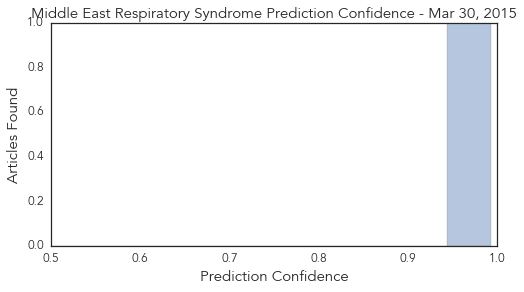 Middle East Respiratory Syndrome Prediction Confidence - Mar 30, 2015
1.0
0.8
0.6
0.4
0.2
0.0
Articles Found
0.5 0.6 0.7 0.8 0.9 1.0
Prediction Confidence